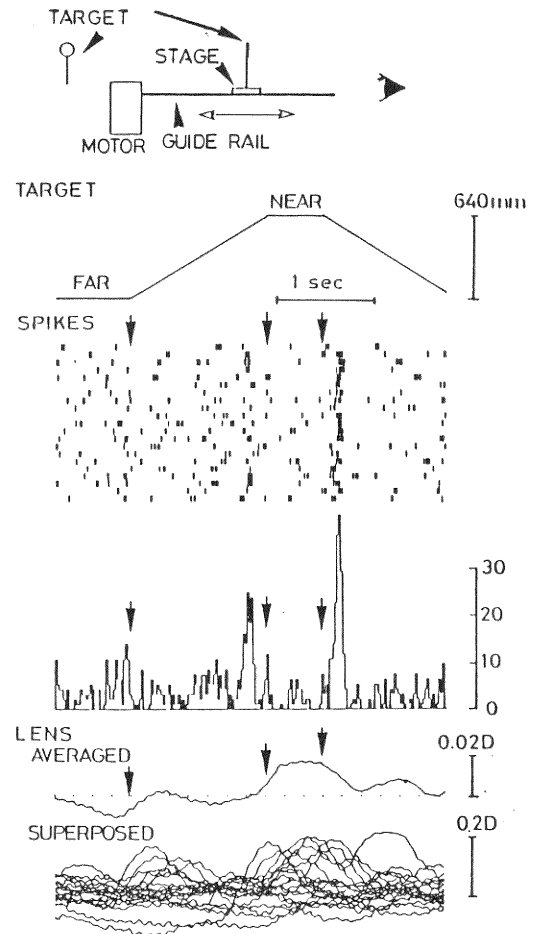 TARGET
STAGE
MOTOR
GUIDE RAIL
TARGET
NEAR
640mm
FAR
1 sec
SPIKES
30
20
10
0
LENS
AVERAGED
0.02D
SUPERPOSED
0.2D